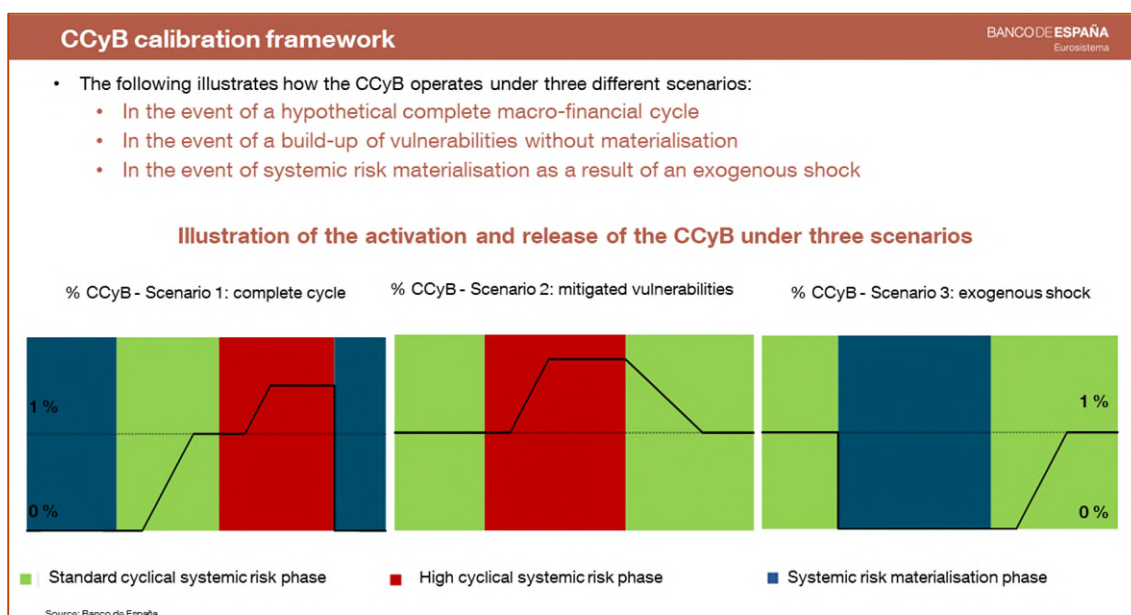 CCyB calibration framework
BANCO DE ESPAÑA
Eurosistema
• The following illustrates how the CCyB operates under three different scenarios:
• In the event of a hypothetical complete macro-financial cycle
• In the event of a build-up of vulnerabilities without materialisation
• In the event of systemic risk materialisation as a result of an exogenous shock
Illustration of the activation and release of the CCyB under three scenarios
% CCyB - Scenario 1: complete cycle
% CCyB - Scenario 2: mitigated vulnerabilities
% CCyB - Scenario 3: exogenous shock
1 %
0 %
1 %
0 %
Standard cyclical systemic risk phase
High cyclical systemic risk phase
Systemic risk materialisation phase
Source: Banco de España